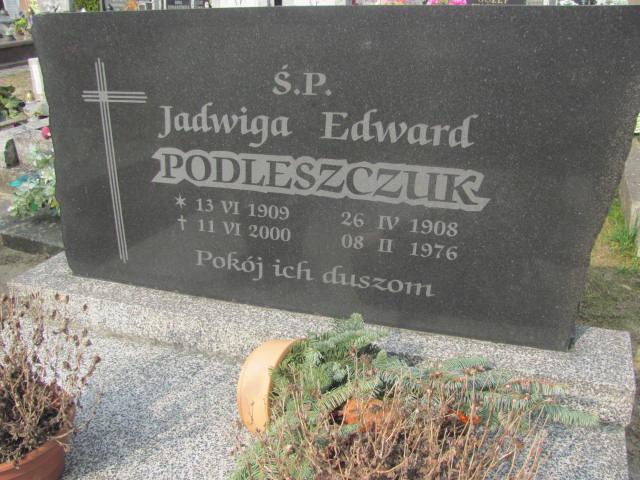 Ś.P.
Jadwiga Edward
PODLESZCZUK
* 13 VI 1909 26 IV 1908
† 11 VI 2000 08 II 1976
Pokój ich duszom